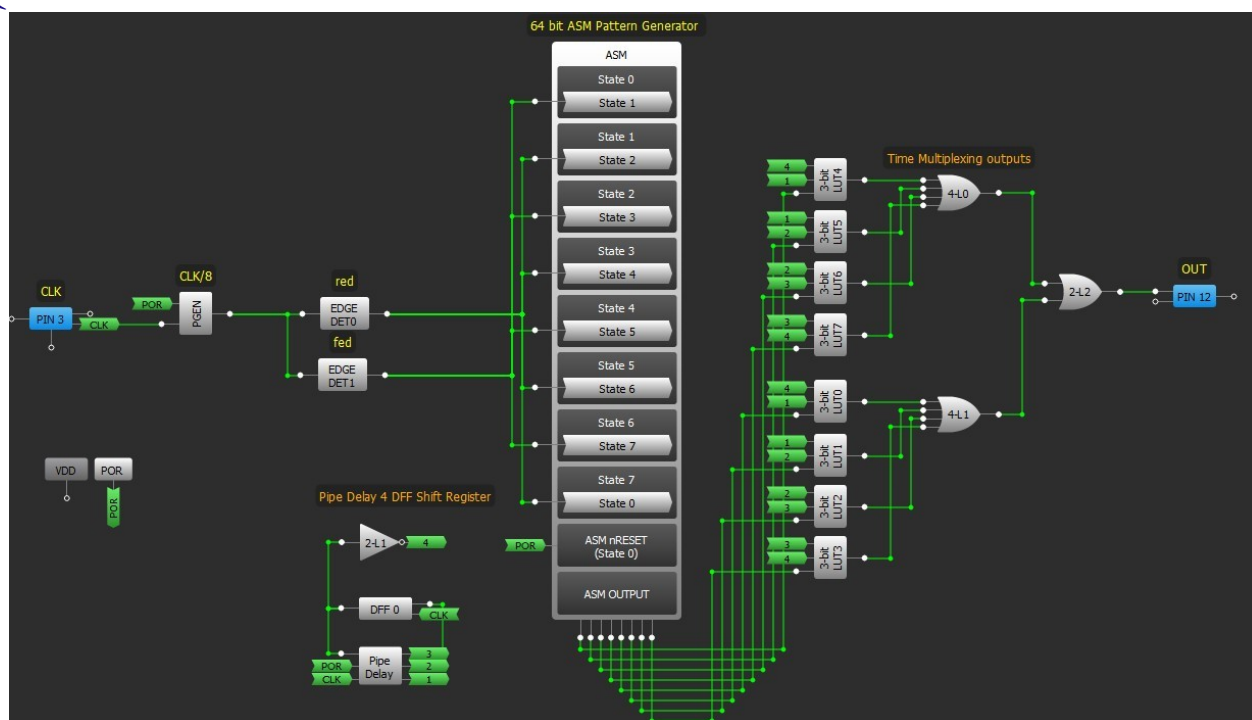 64 bit ASM Pattern Generator
ASM
State 0
State 1
State 1
State 2
State 2
State 3
State 3
State 4
State 4
State 5
State 5
State 6
State 6
State 7
State 7
State 0
ASM nRESET
(State 0)
ASM OUTPUT
POR
CLK
PIN 3
CLK
CLK/8
POR
PGEN
red
EDGE
DET0
fed
EDGE
DET1
VDD
POR
POR
Pipe Delay 4 DFF Shift Register
2-L1
4
DFF 0
CLK
Pipe
Delay
POR
CLK
3
2
1
Time Multiplexing outputs
4
1
3-bit
LUT4
1
2
3-bit
LUT5
2
3
3-bit
LUT6
3
4
3-bit
LUT7
4
1
3-bit
LUT0
1
2
3-bit
LUT1
2
3
3-bit
LUT2
3
4
3-bit
LUT3
4-L0
4-L1
2-L2
OUT
PIN 12